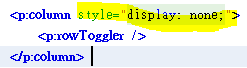 <p:column style="display: none;">
<p:rowToggler />
</p:column>